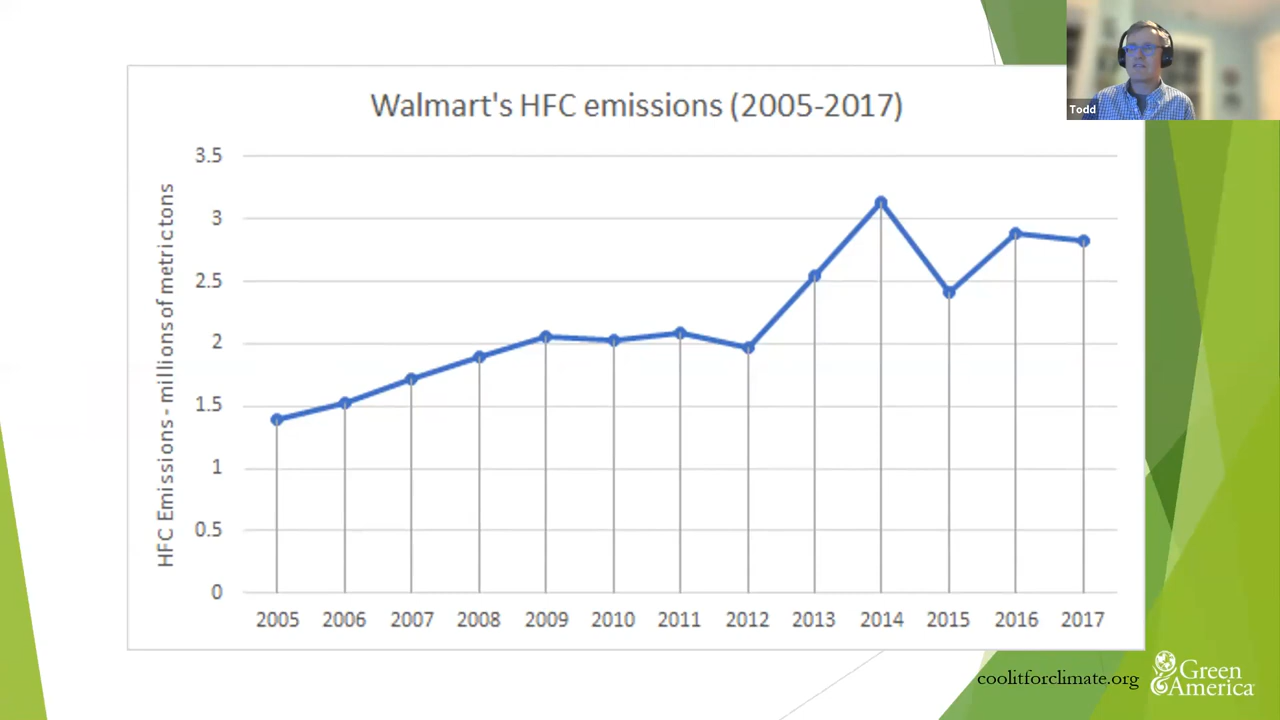 Todd
Walmart's HFC emissions (2005-2017)
HFC Emissions - millions of metric tons
3.5
3
2.5
2
1.5
1
0.5
0
2005 2006 2007 2008 2009 2010 2011 2012 2013 2014 2015 2016 2017
coolitforclimate.org
Green
America